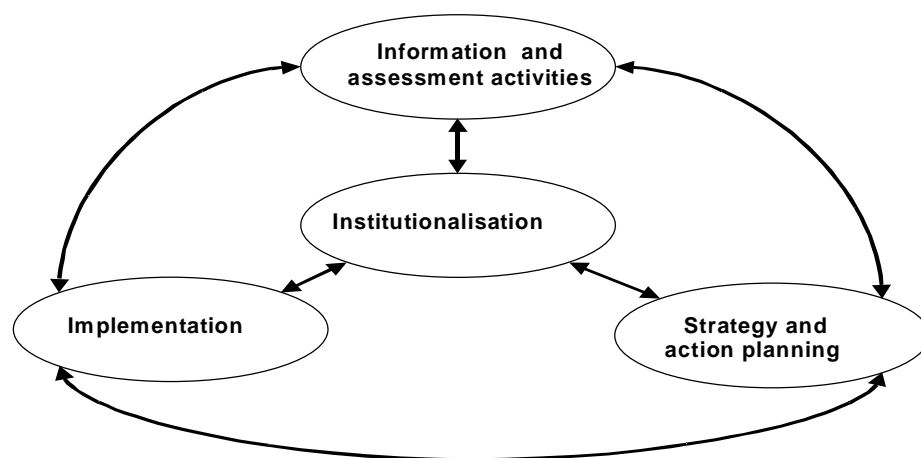 Information and
assessment activities
Institutionalisation
Implementation
Strategy and
action planning